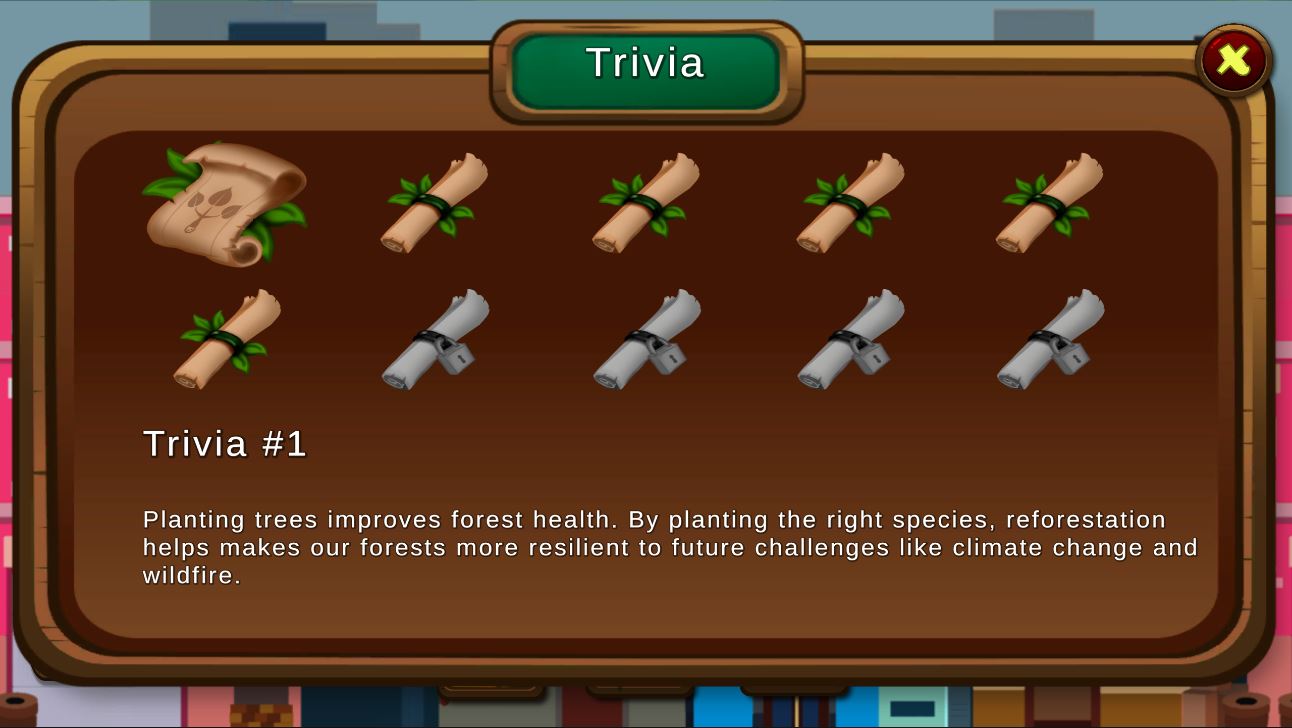 Trivia
Trivia #1
Planting trees improves forest health. By planting the right species, reforestation
helps makes our forests more resilient to future challenges like climate change and
wildfire.